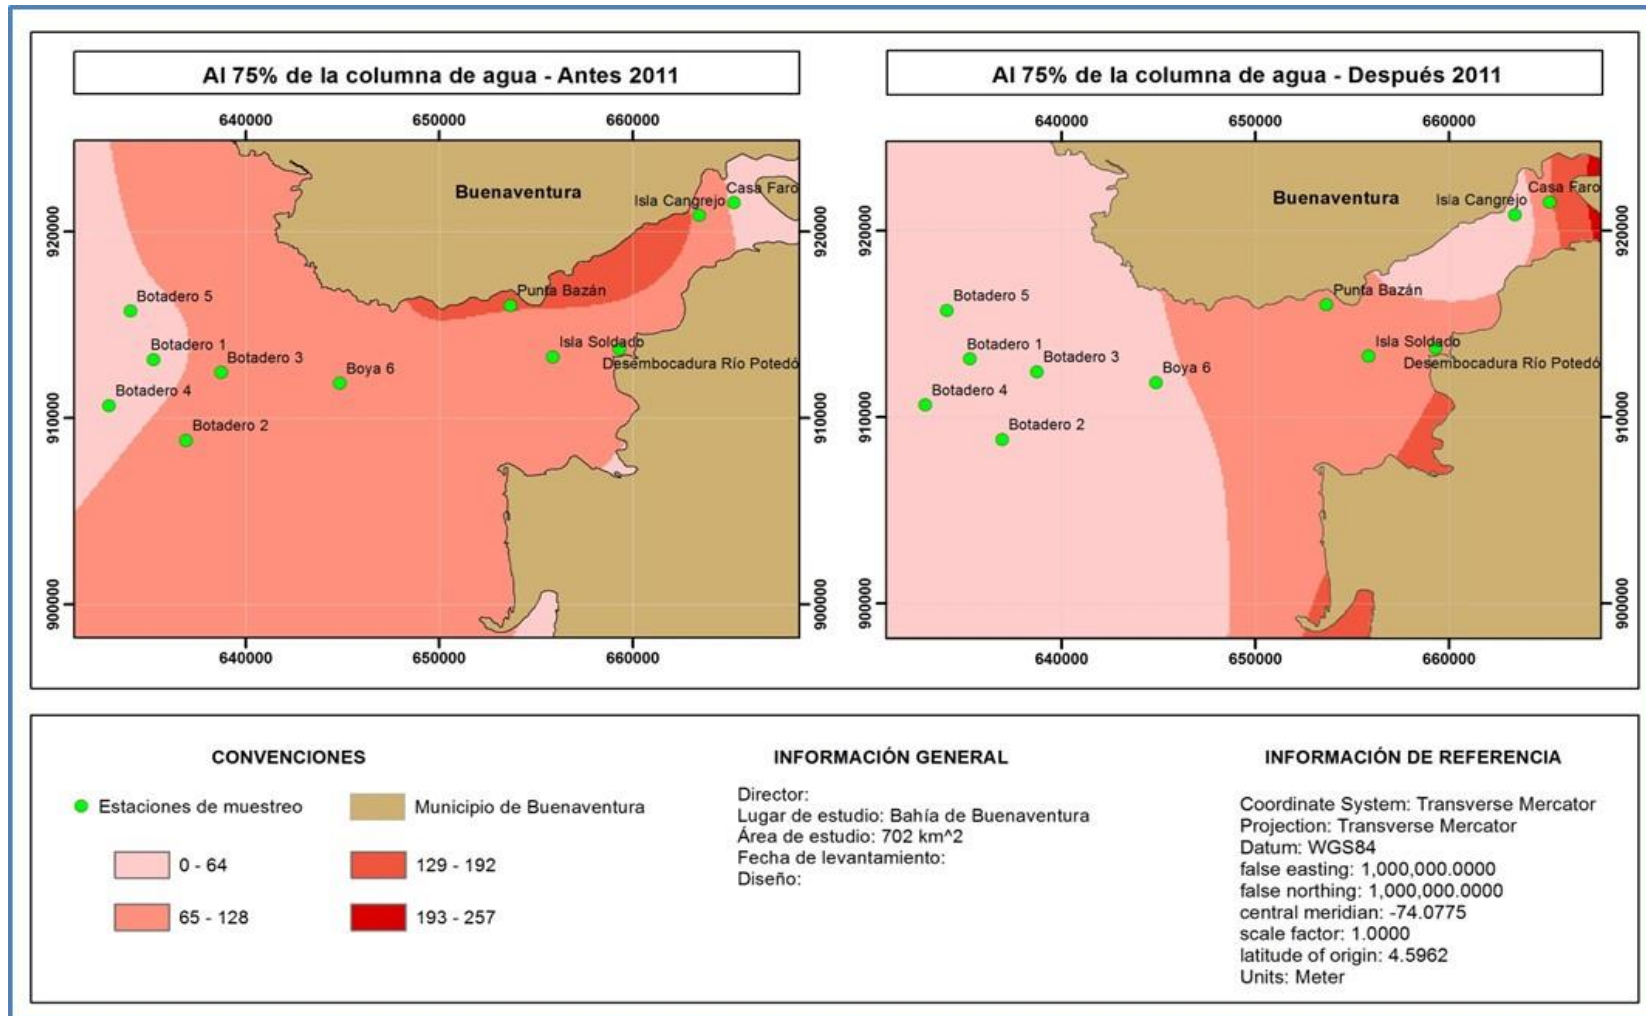 Al 75% de la columna de agua - Antes 2011
640000
650000
660000
920000
910000
900000
Buenaventura
Casa Faro
Isla Cangrejo
Punta Bazán
Botadero 5
Botadero 1
Botadero 3
Botadero 4
Botadero 2
Boya 6
Isla Soldado
Desembocadura Río Potedó
920000
910000
900000
640000
650000
660000
Al 75% de la columna de agua - Después 2011
640000
650000
660000
920000
910000
900000
Buenaventura
Casa Faro
Isla Cangrejo
Punta Bazán
Botadero 5
Botadero 1
Botadero 3
Botadero 4
Botadero 2
Boya 6
Isla Soldado
Desembocadura Río Potedó
920000
910000
900000
640000
650000
660000
CONVENCIONES
Estaciones de muestreo
Municipio de Buenaventura
0 - 64
129 - 192
65 - 128
193 - 257
INFORMACIÓN GENERAL
Director:
Lugar de estudio: Bahía de Buenaventura
Área de estudio: 702 km^2
Fecha de levantamiento:
Diseño:
INFORMACIÓN DE REFERENCIA
Coordinate System: Transverse Mercator
Projection: Transverse Mercator
Datum: WGS84
false easting: 1,000,000.0000
false northing: 1,000,000.0000
central meridian: -74.0775
scale factor: 1.0000
latitude of origin: 4.5962
Units: Meter